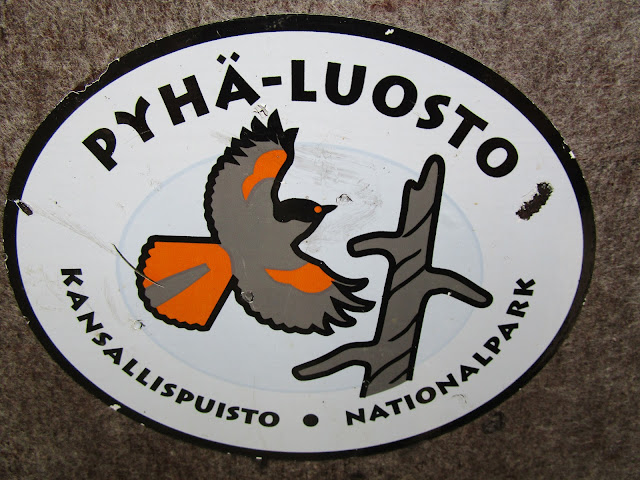 PYHÄ-LUOSTO
KANSALLISPUISTO • NATIONALPARK